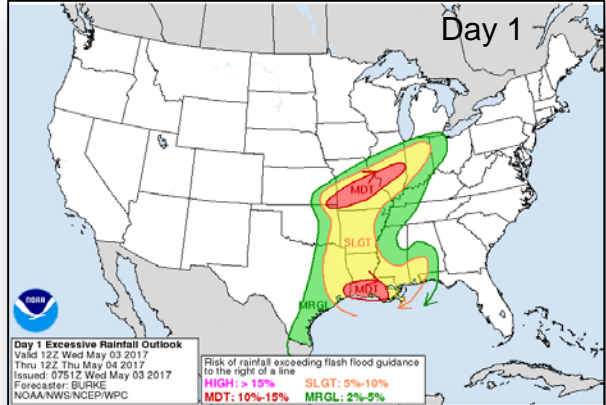 Day 1
MDT
SLGT
MDT
MRGL
NOAA
Day 1 Excessive Rainfall Outlook
Valid 12Z Wed May 03 2017
Thru 12Z Thu May 04 2017
Issued: 0751Z Wed May 03 2017
Forecaster: BURKE
NOAA/NWS/NCEP/WPC
Risk of rainfall exceeding flash flood guidance
to the right of a line
HIGH: > 15% SLGT: 5%-10%
MDT: 10%-15% MRGL: 2%-5%